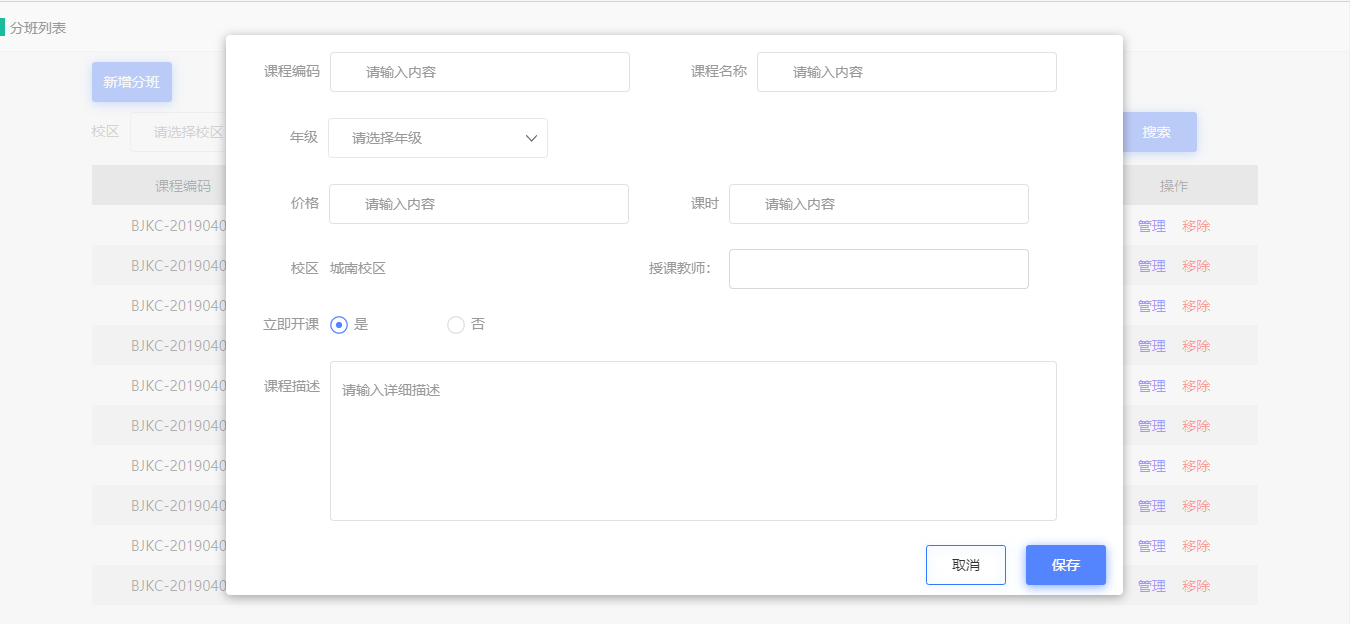 分班列表
新增分班
校区 请选择校区 搜索
课程编码 操作
BJKC-2019040 管理 移除
BJKC-2019040 管理 移除
BJKC-2019040 管理 移除
BJKC-2019040 管理 移除
BJKC-2019040 管理 移除
BJKC-2019040 管理 移除
BJKC-2019040 管理 移除
BJKC-2019040 管理 移除
BJKC-2019040 管理 移除
BJKC-2019040 管理 移除
课程编码 请输入内容 课程名称 请输入内容
年级 请选择年级
价格 请输入内容 课时 请输入内容
校区 城南校区 授课教师：
立即开课 是 否
课程描述 请输入详细描述
取消 保存